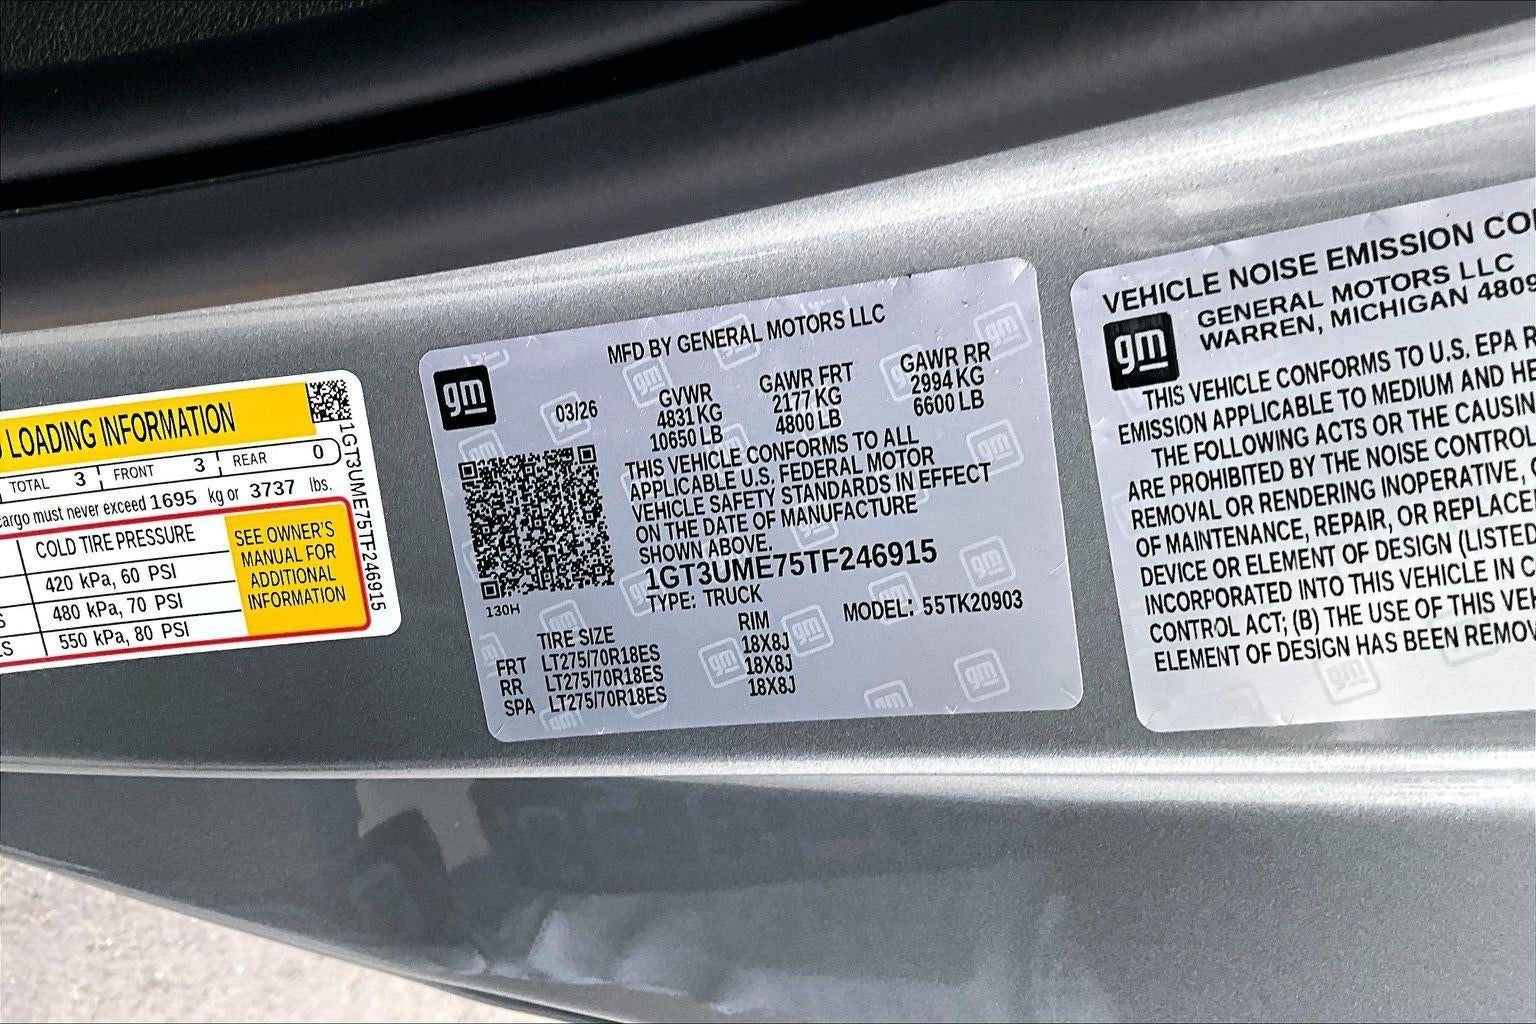 LOADING INFORMATION
TOTAL 3 FRONT 3 REAR 0
cargo must never exceed 1695 kg or 3737 lbs.
COLD TIRE PRESSURE
420 kPa, 60 PSI
480 kPa, 70 PSI
550 kPa, 80 PSI
SEE OWNER'S
MANUAL FOR
ADDITIONAL
INFORMATION
1GT3UME75TF246915
gm
MFD BY GENERAL MOTORS LLC
03/26
GVWR
4831 KG
10650 LB
GAWR FRT
2177 KG
4800 LB
GAWR RR
2994 KG
6600 LB
THIS VEHICLE CONFORMS TO ALL
APPLICABLE U.S. FEDERAL MOTOR
VEHICLE SAFETY STANDARDS IN EFFECT
ON THE DATE OF MANUFACTURE
SHOWN ABOVE.
1GT3UME75TF246915
TYPE: TRUCK MODEL: 55TK20903
130H
TIRE SIZE RIM
FRT LT275/70R18ES 18X8J
RR LT275/70R18ES 18X8J
SPA LT275/70R18ES 18X8J
VEHICLE NOISE EMISSION
gm
GENERAL MOTORS LLC
WARREN, MICHIGAN 4809
THIS VEHICLE CONFORMS TO U.S. EPA
EMISSION APPLICABLE TO MEDIUM AND
THE FOLLOWING ACTS OR THE
ARE PROHIBITED BY THE NOISE CONTROL
REMOVAL OR RENDERING INOPERATIVE,
OF MAINTENANCE, REPAIR, OR
DEVICE OR ELEMENT OF DESIGN (LISTED
INCORPORATED INTO THIS VEHICLE IN
CONTROL ACT; (B) THE USE OF THIS
ELEMENT OF DESIGN HAS BEEN